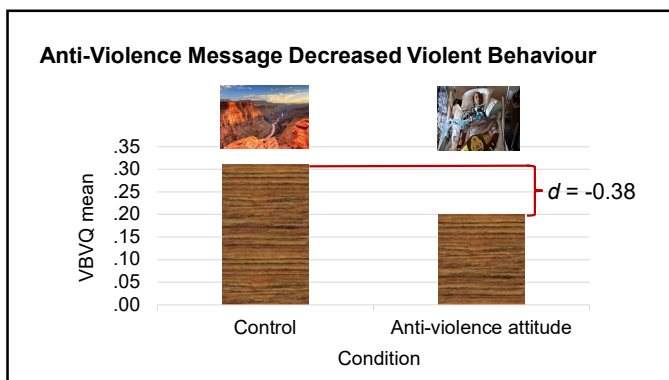 Anti-Violence Message Decreased Violent Behaviour
.35
.30
.25
.20
.15
.10
.05
.00
VBVQ mean
d = -0.38
Control
Anti-violence attitude
Condition